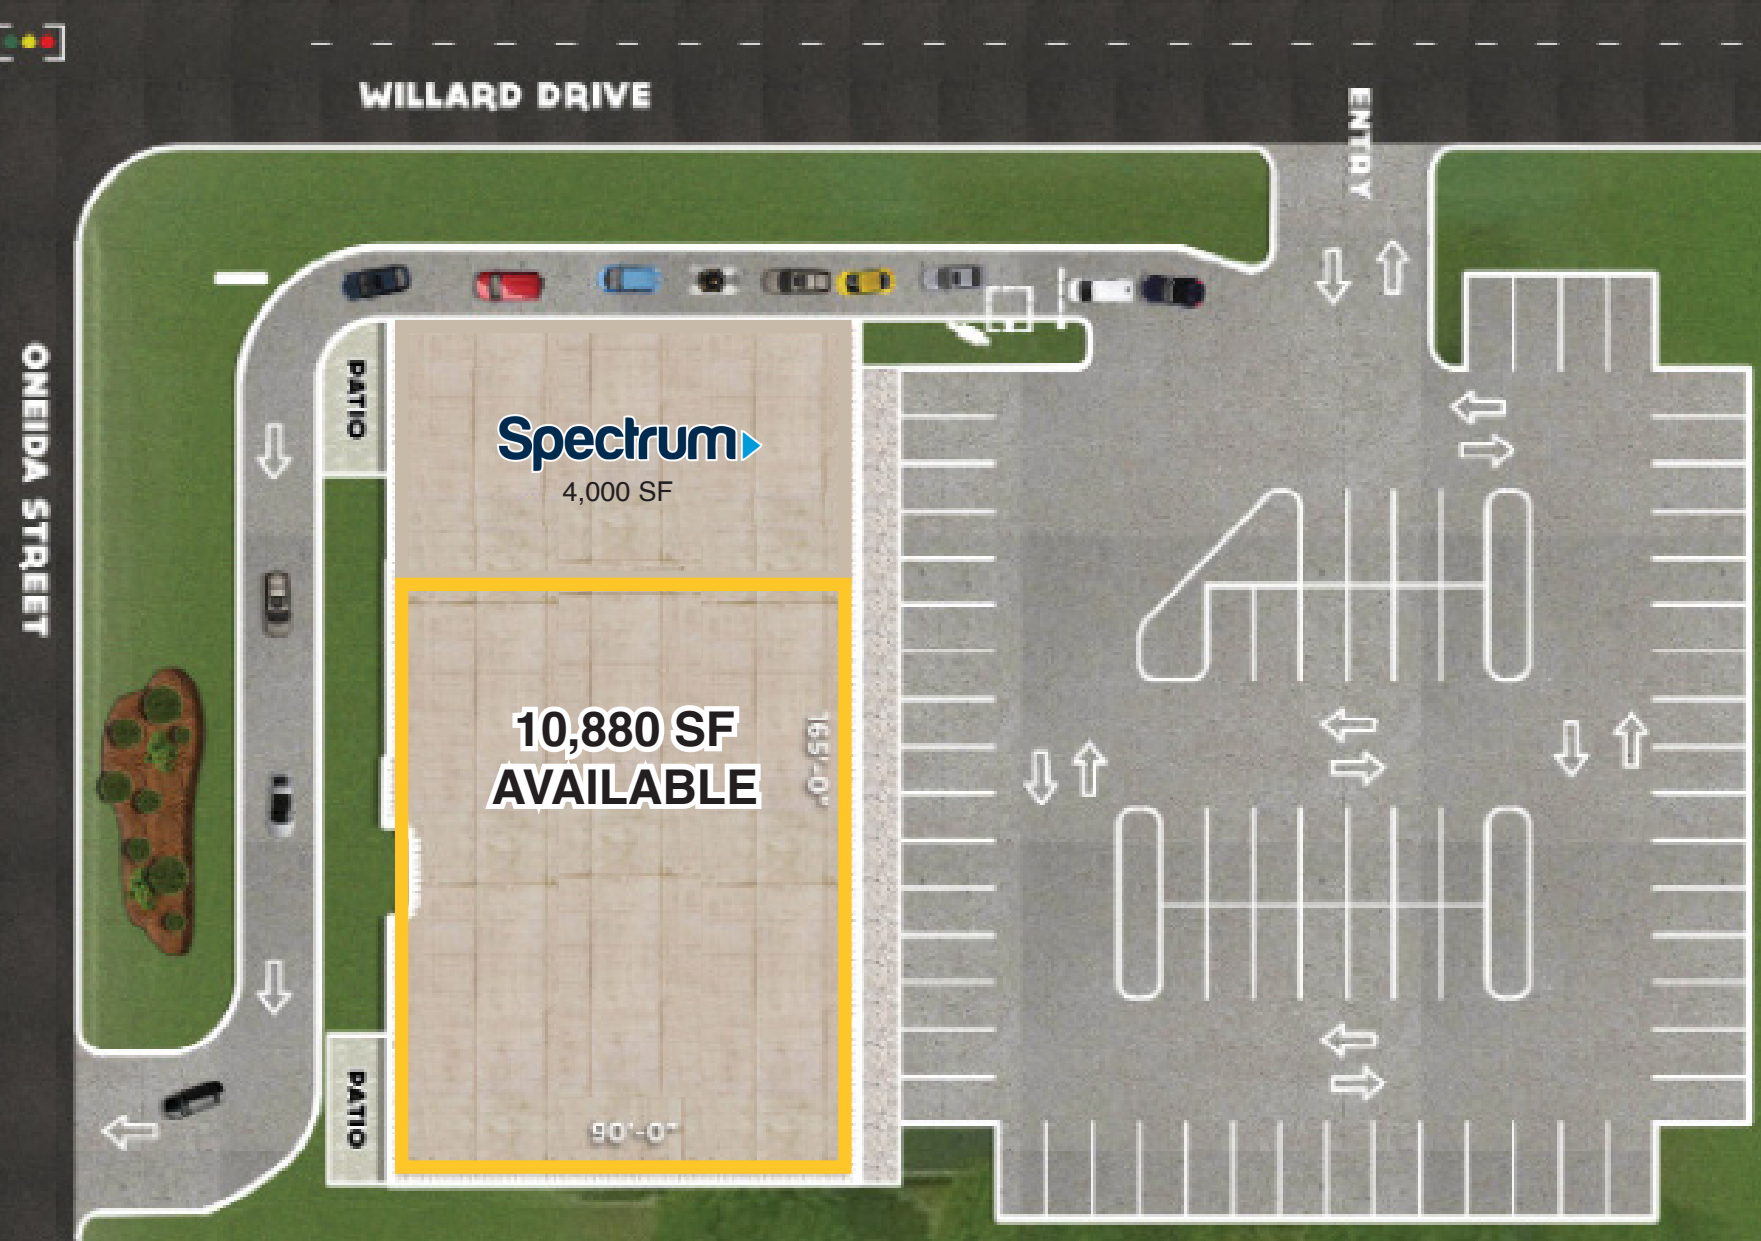 WILLARD DRIVE
ENTRY
ONEIDA STREET
PATIO
Spectrum
4,000 SF
10,880 SF
AVAILABLE
165'-0"
90'-0"
PATIO